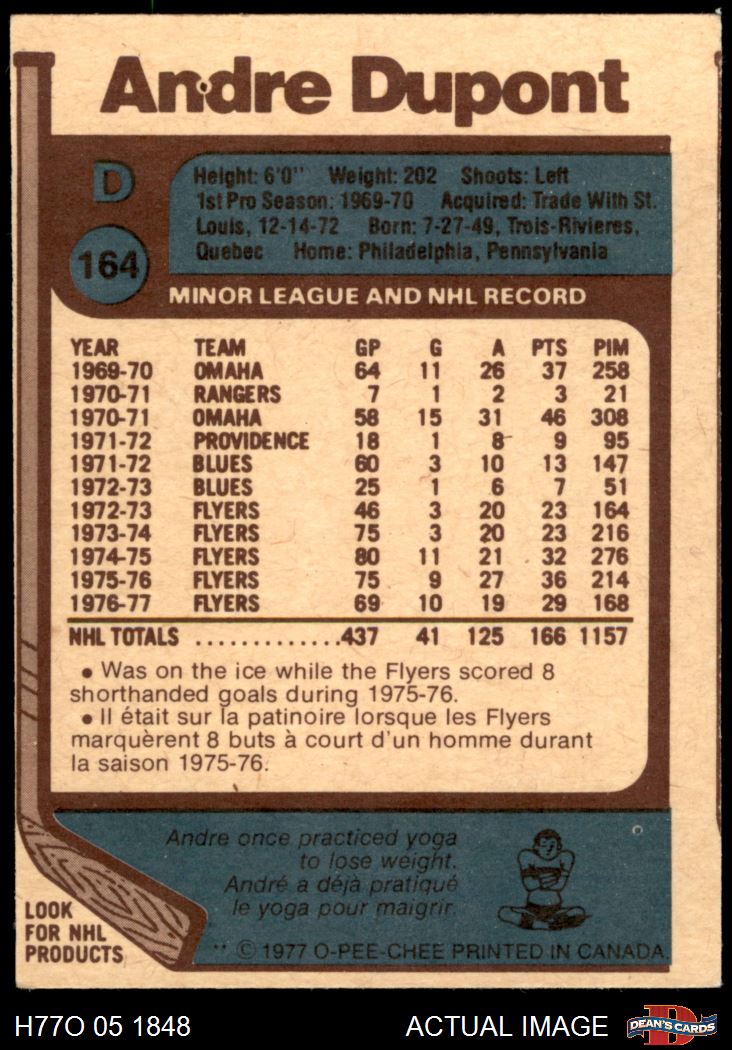 Andre Dupont
D
164
Height: 6'0" Weight: 202 Shoots: Left
1st Pro Season: 1969-70 Acquired: Trade With St.
Louis, 12-14-72 Born: 7-27-49, Trois-Rivieres,
Quebec Home: Philadelphia, Pennsylvania
MINOR LEAGUE AND NHL RECORD
YEAR TEAM GP G A PTS PIM
1969-70 OMAHA 64 11 26 37 258
1970-71 RANGERS 7 1 2 3 21
1970-71 OMAHA 58 15 31 46 308
1971-72 PROVIDENCE 18 1 8 9 95
1971-72 BLUES 60 3 10 13 147
1972-73 BLUES 25 1 6 7 51
1972-73 FLYERS 46 3 20 23 164
1973-74 FLYERS 75 3 20 23 216
1974-75 FLYERS 80 11 21 32 276
1975-76 FLYERS 75 9 27 36 214
1976-77 FLYERS 69 10 19 29 168
NHL TOTALS .............437 41 125 166 1157
• Was on the ice while the Flyers scored 8
shorthanded goals during 1975-76.
• Il était sur la patinoire lorsque les Flyers
marquèrent 8 buts à court d'un homme durant
la saison 1975-76.
Andre once practiced yoga
to lose weight.
André a déjà pratiqué
le yoga pour maigrir.
LOOK
FOR NHL
PRODUCTS
© 1977 O-PEE-CHEE PRINTED IN CANADA.
H77O 05 1848
ACTUAL IMAGE
D
DEAN'S CARDS